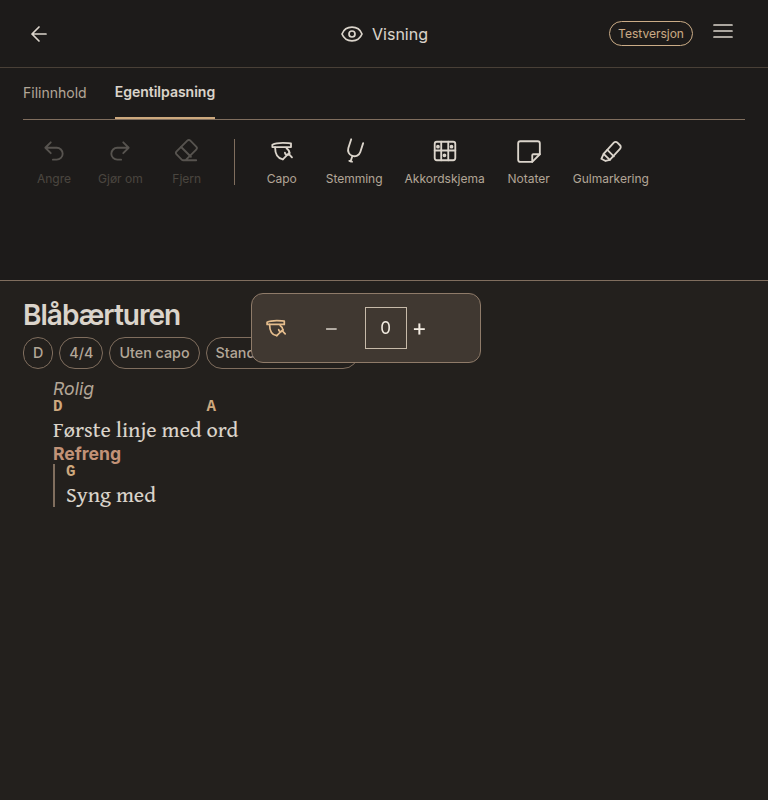 Visning
Testversjon
Filinnhold Egentilpasning
Angre Gjør om Fjern Capo Stemming Akkordskjema Notater Gulmarkering
Blåbærturen
− 0 +
D 4/4 Uten capo
Rolig
D A
Første linje med ord
Refreng
G
Syng med